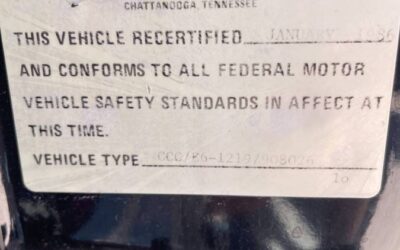 CHATTANOOGA, TENNESSEE
THIS VEHICLE RECERTIFIED JANUARY 1986
AND CONFORMS TO ALL FEDERAL MOTOR
VEHICLE SAFETY STANDARDS IN AFFECT AT
THIS TIME.
VEHICLE TYPE